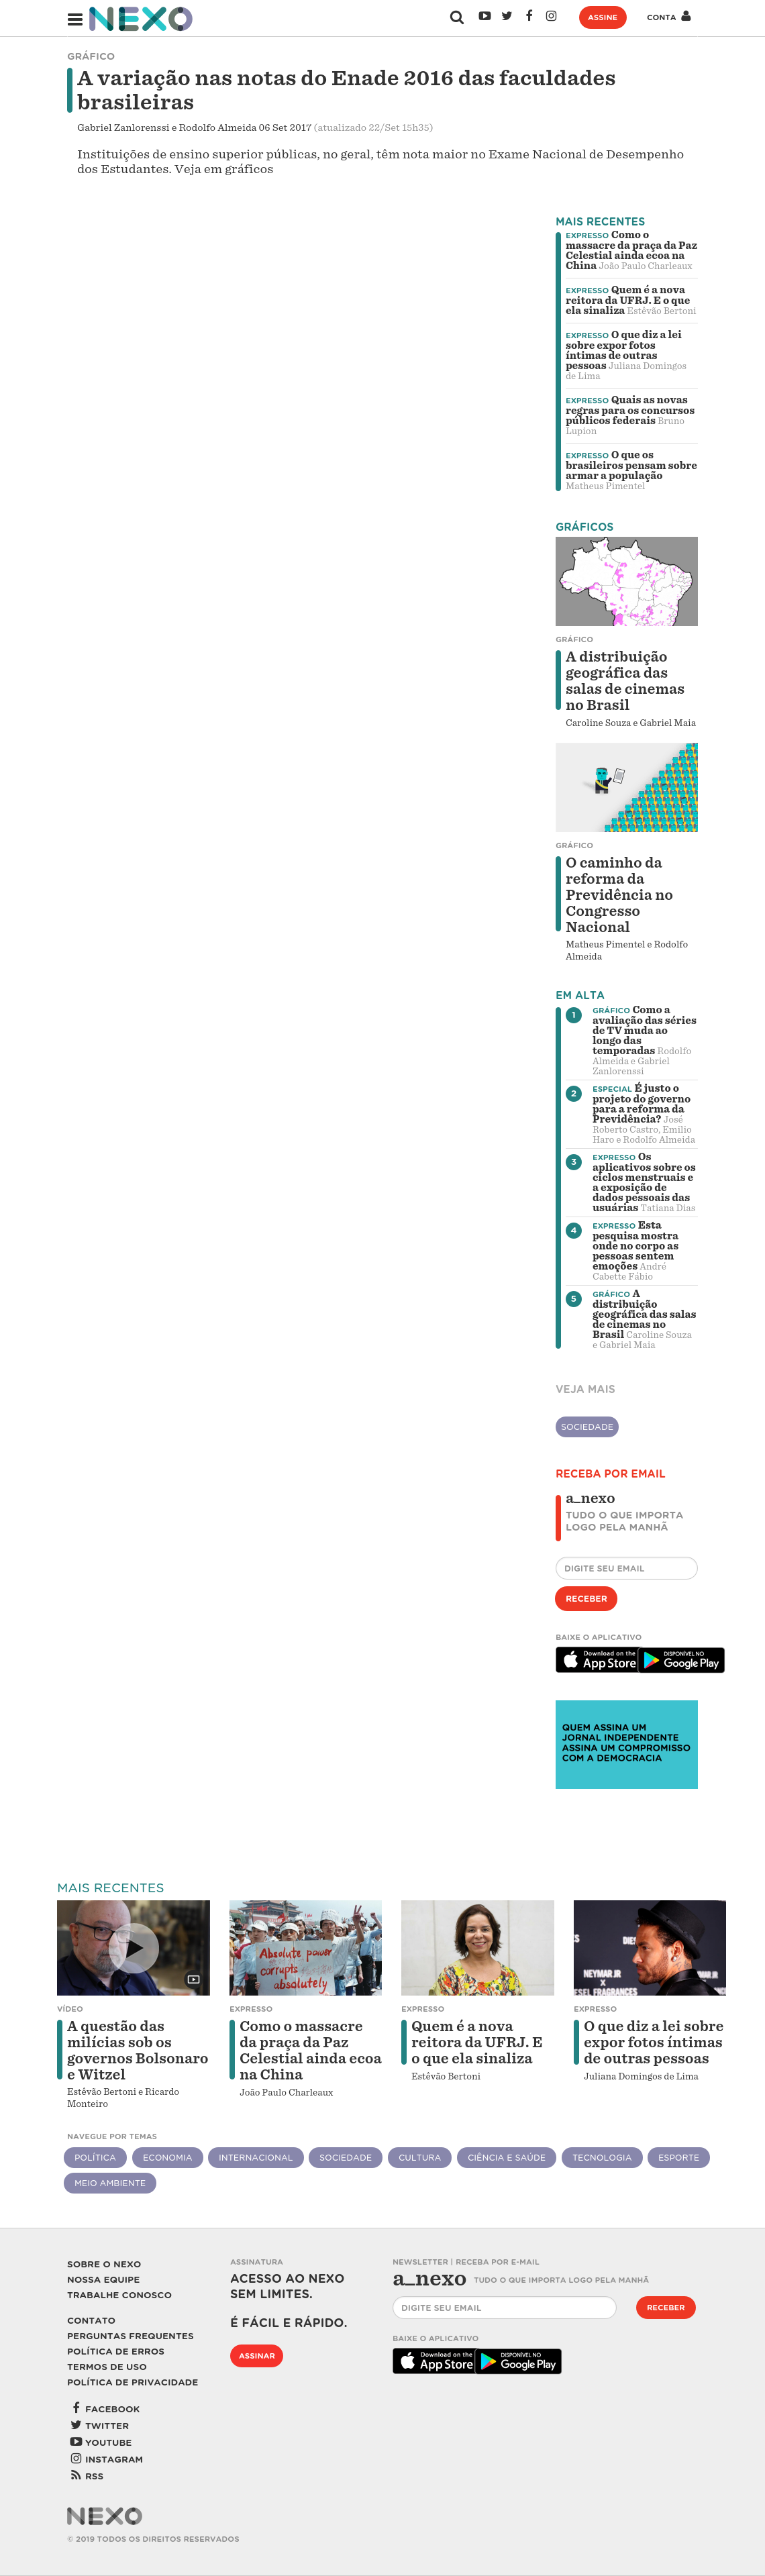 NEXO
ASSINE
CONTA
GRÁFICO
A variação nas notas do Enade 2016 das faculdades
brasileiras
Gabriel Zanlorenssi e Rodolfo Almeida 06 Set 2017 (atualizado 22/Set 15h35)
Instituições de ensino superior públicas, no geral, têm nota maior no Exame Nacional de Desempenho
dos Estudantes. Veja em gráficos
MAIS RECENTES
EXPRESSO Como o
massacre da praça da Paz
Celestial ainda ecoa na
China João Paulo Charleaux
EXPRESSO Quem é a nova
reitora da UFRJ. E o que
ela sinaliza Estêvão Bertoni
EXPRESSO O que diz a lei
sobre expor fotos
íntimas de outras
pessoas Juliana Domingos
de Lima
EXPRESSO Quais as novas
regras para os concursos
públicos federais Bruno
Lupion
EXPRESSO O que os
brasileiros pensam sobre
armar a população
Matheus Pimentel
GRÁFICOS
GRÁFICO
A distribuição
geográfica das
salas de cinemas
no Brasil
Caroline Souza e Gabriel Maia
GRÁFICO
O caminho da
reforma da
Previdência no
Congresso
Nacional
Matheus Pimentel e Rodolfo
Almeida
EM ALTA
1
GRÁFICO Como a
avaliação das séries
de TV muda ao
longo das
temporadas Rodolfo
Almeida e Gabriel
Zanlorenssi
2
ESPECIAL É justo o
projeto do governo
para a reforma da
Previdência? José
Roberto Castro, Emilio
Haro e Rodolfo Almeida
3
EXPRESSO Os
aplicativos sobre os
ciclos menstruais e
a exposição de
dados pessoais das
usuárias Tatiana Dias
4
EXPRESSO Esta
pesquisa mostra
onde no corpo as
pessoas sentem
emoções André
Cabette Fábio
5
GRÁFICO A
distribuição
geográfica das salas
de cinemas no
Brasil Caroline Souza
e Gabriel Maia
VEJA MAIS
SOCIEDADE
RECEBA POR EMAIL
a_nexo
TUDO O QUE IMPORTA
LOGO PELA MANHÃ
DIGITE SEU EMAIL
RECEBER
BAIXE O APLICATIVO
Download on the
App Store
DISPONÍVEL NO
Google Play
QUEM ASSINA UM
JORNAL INDEPENDENTE
ASSINA UM COMPROMISSO
COM A DEMOCRACIA
MAIS RECENTES
Absolute power
corrupts
absolutely
DIES
NEYMAR JR
DIESEL FRAGRANCES
VÍDEO
A questão das
milícias sob os
governos Bolsonaro
e Witzel
Estêvão Bertoni e Ricardo
Monteiro
EXPRESSO
Como o massacre
da praça da Paz
Celestial ainda ecoa
na China
João Paulo Charleaux
EXPRESSO
Quem é a nova
reitora da UFRJ. E
o que ela sinaliza
Estêvão Bertoni
EXPRESSO
O que diz a lei sobre
expor fotos íntimas
de outras pessoas
Juliana Domingos de Lima
NAVEGUE POR TEMAS
POLÍTICA
ECONOMIA
INTERNACIONAL
SOCIEDADE
CULTURA
CIÊNCIA E SAÚDE
TECNOLOGIA
ESPORTE
MEIO AMBIENTE
SOBRE O NEXO
NOSSA EQUIPE
TRABALHE CONOSCO
CONTATO
PERGUNTAS FREQUENTES
POLÍTICA DE ERROS
TERMOS DE USO
POLÍTICA DE PRIVACIDADE
FACEBOOK
TWITTER
YOUTUBE
INSTAGRAM
RSS
ASSINATURA
ACESSO AO NEXO
SEM LIMITES.
É FÁCIL E RÁPIDO.
ASSINAR
NEWSLETTER | RECEBA POR E-MAIL
a_nexo TUDO O QUE IMPORTA LOGO PELA MANHÃ
DIGITE SEU EMAIL
RECEBER
BAIXE O APLICATIVO
Download on the
App Store
DISPONÍVEL NO
Google Play
NEXO
© 2019 TODOS OS DIREITOS RESERVADOS